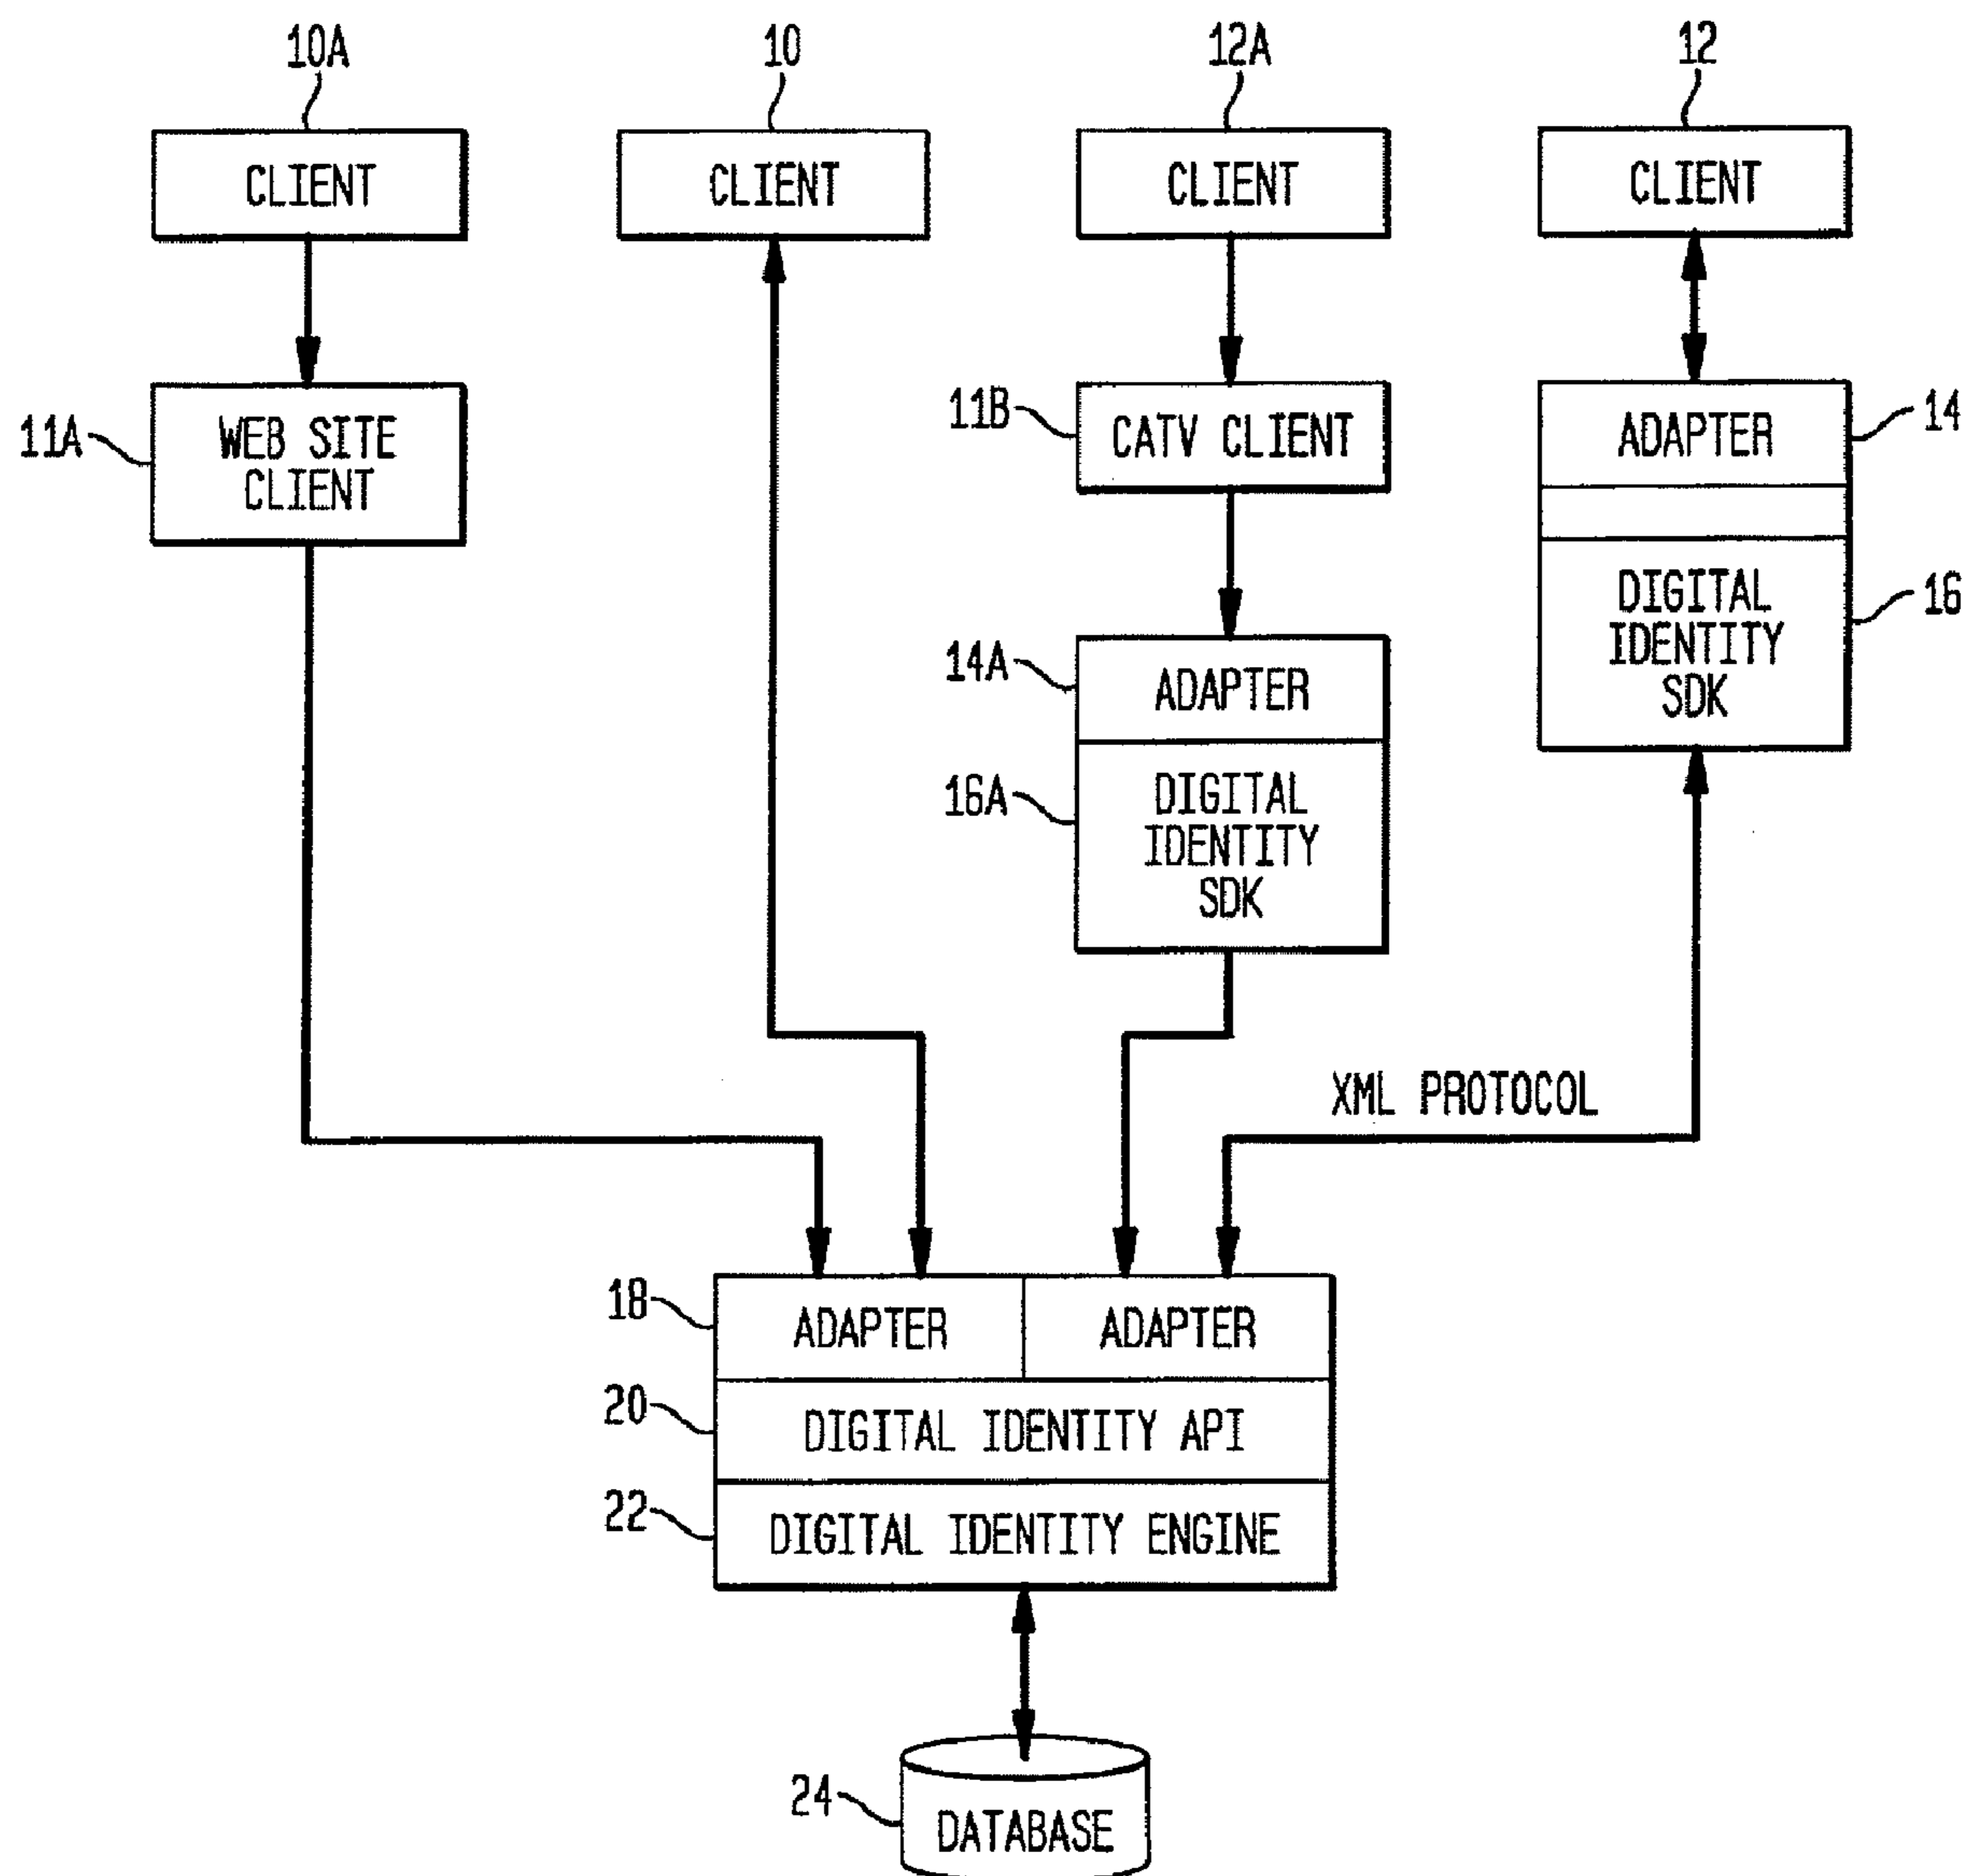 10A
10
12A
12
CLIENT
CLIENT
CLIENT
CLIENT
11A
WEB SITE
CLIENT
11B
CATV CLIENT
ADAPTER
14
DIGITAL
IDENTITY
SDK
16
14A
ADAPTER
16A
DIGITAL
IDENTITY
SDK
XML PROTOCOL
18
ADAPTER
ADAPTER
20
DIGITAL IDENTITY API
22
DIGITAL IDENTITY ENGINE
24
DATABASE